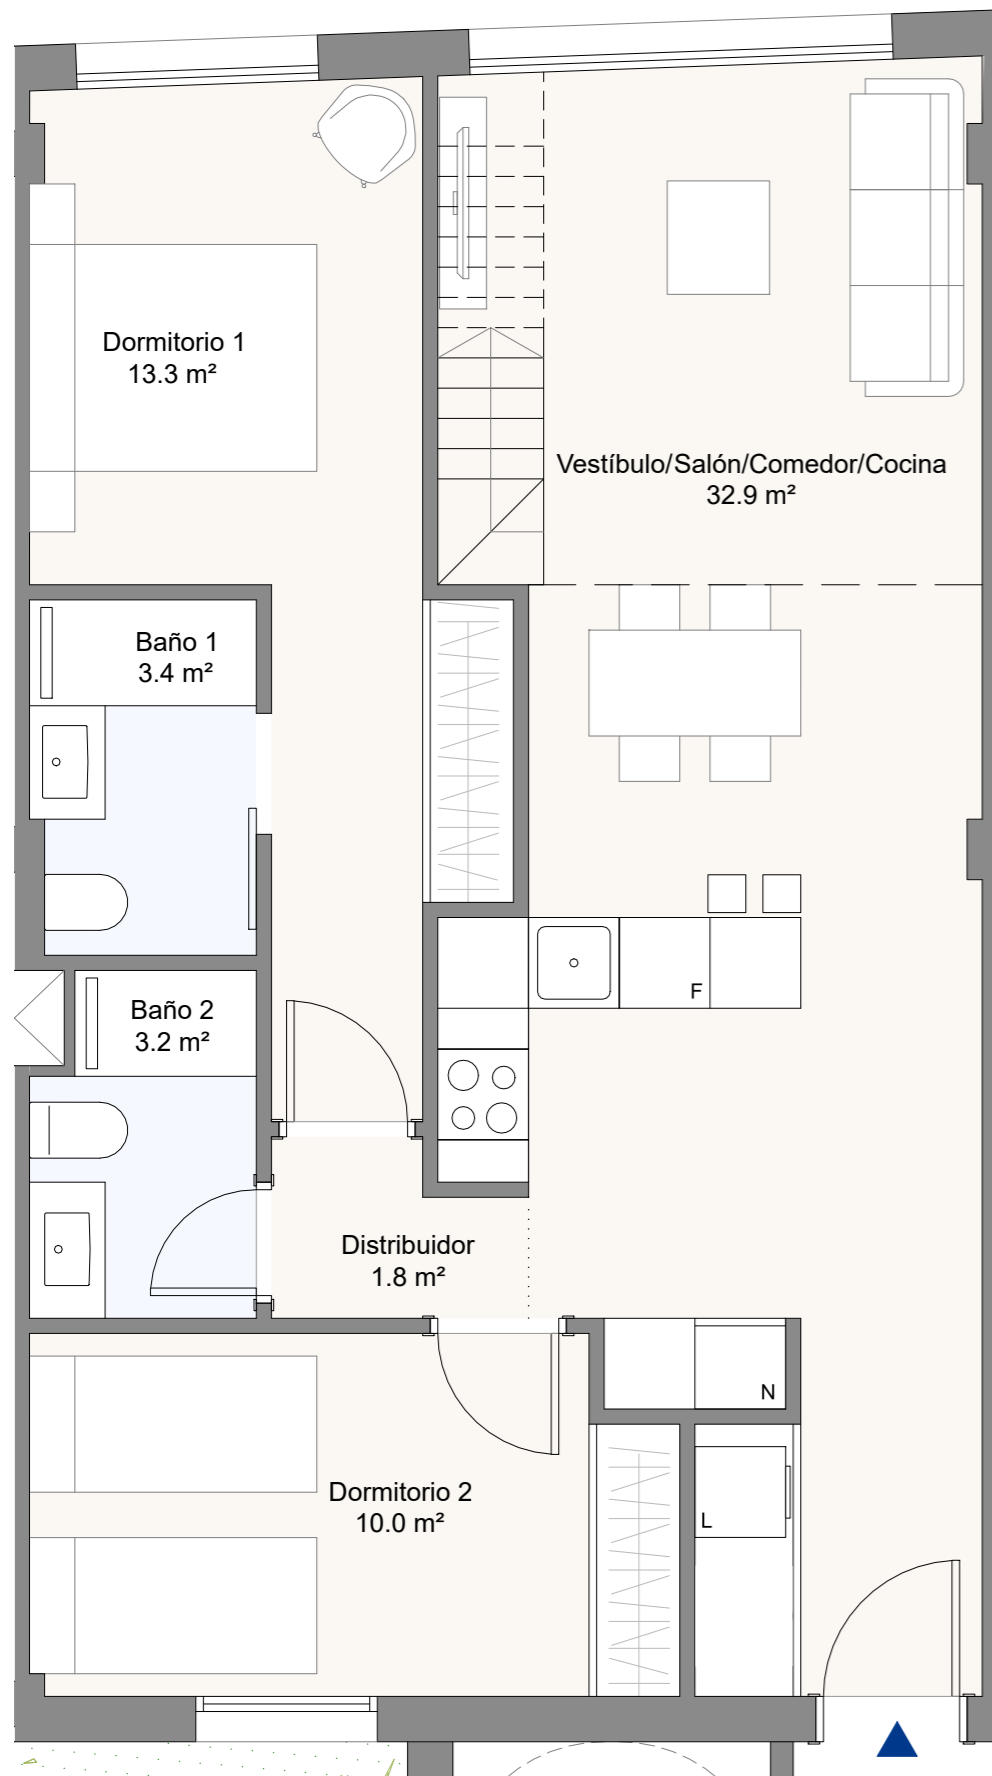 Dormitorio 1
13.3 m²
Vestíbulo/Salón/Comedor/Cocina
32.9 m²
Baño 1
3.4 m²
F
Baño 2
3.2 m²
Distribuidor
1.8 m²
N
Dormitorio 2
10.0 m²
L